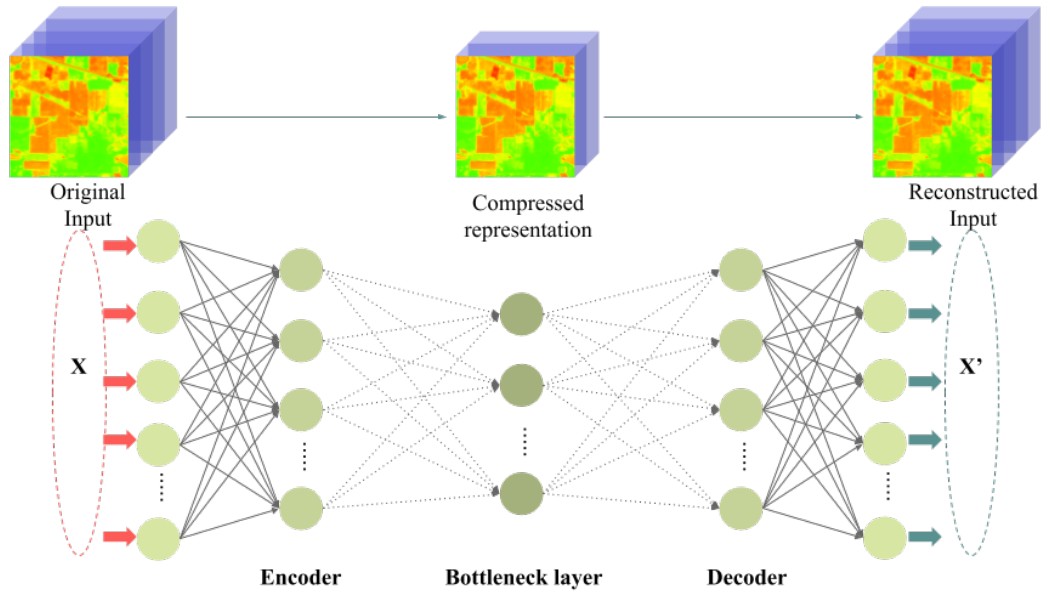 Original
Input
Compressed
representation
Reconstructed
Input
X
X’
Encoder
Bottleneck layer
Decoder